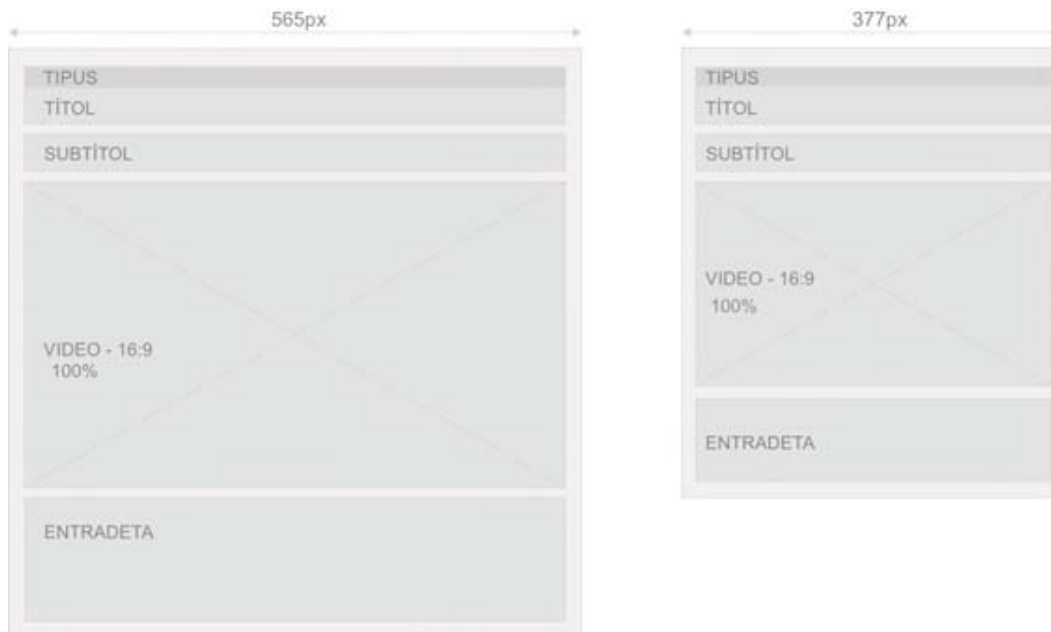 565px
TIPUS
TÍTOL
SUBTÍTOL
VIDEO - 16:9
100%
ENTRADETA
377px
TIPUS
TÍTOL
SUBTÍTOL
VIDEO - 16:9
100%
ENTRADETA